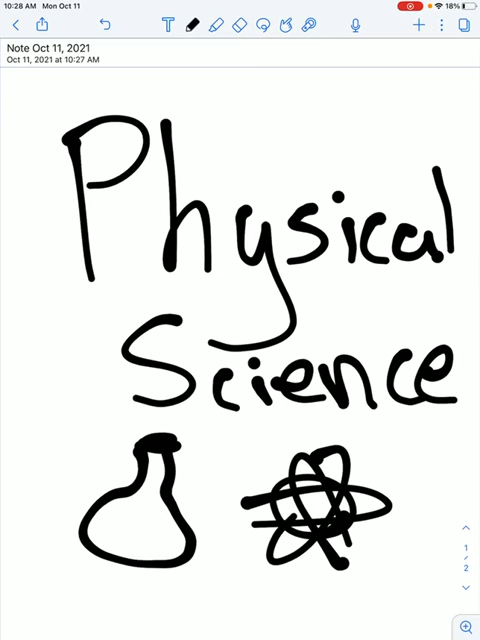 10:28 AM Mon Oct 11 18%
T
Note Oct 11, 2021
Oct 11, 2021 at 10:27 AM
Physical
Science
1
/
2